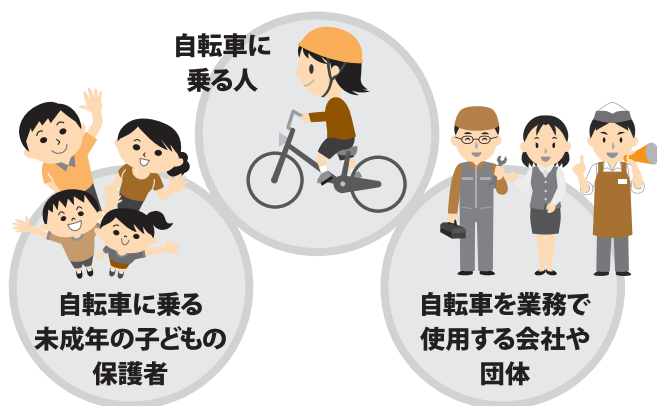 自転車に
乗る人
自転車に乗る
未成年の子どもの
保護者
自転車を業務で
使用する会社や
団体